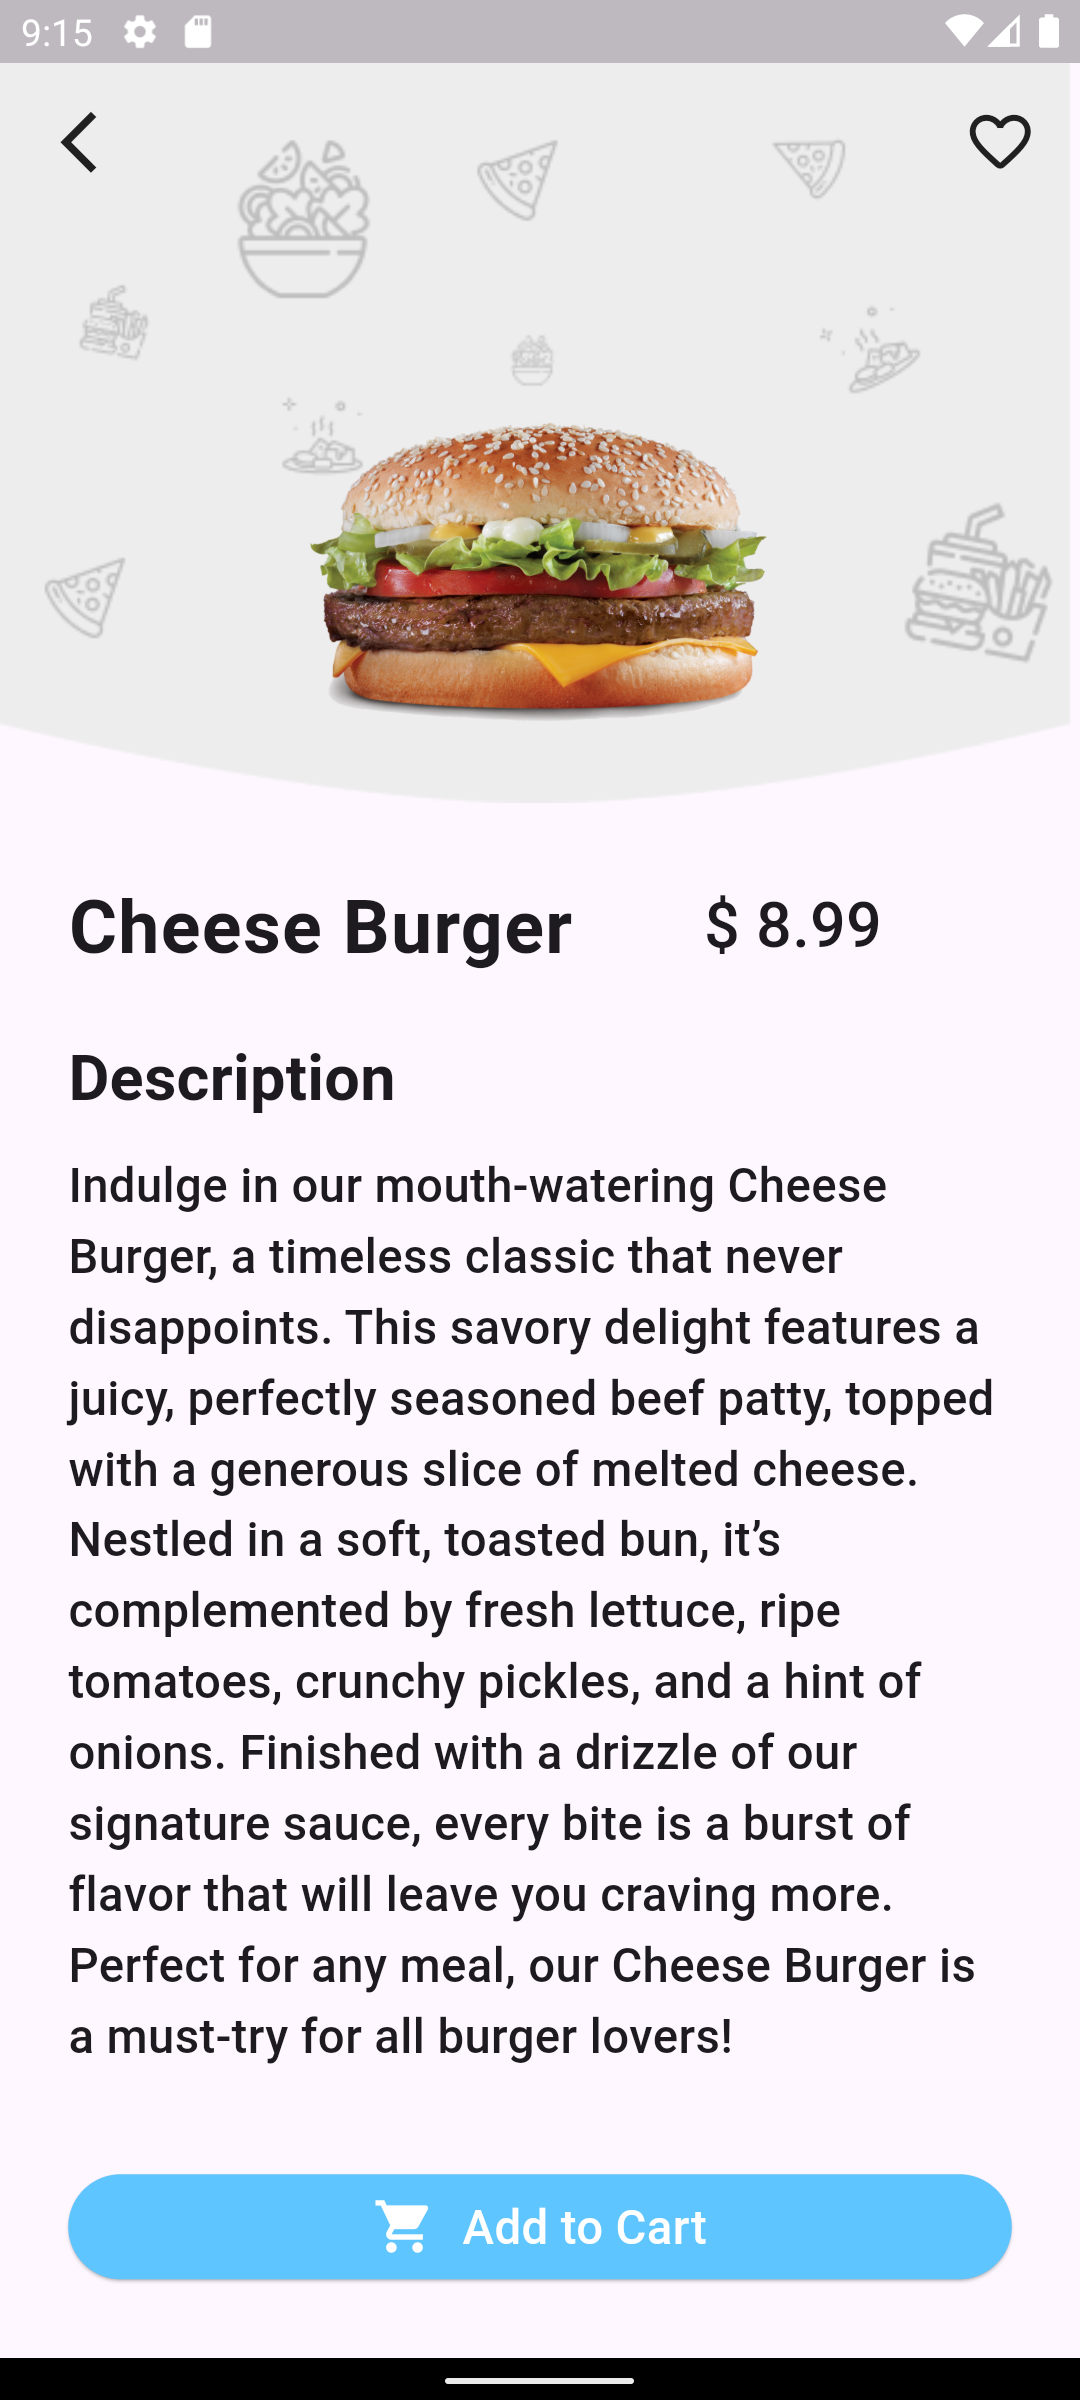 9:15
Cheese Burger
$ 8.99
Description
Indulge in our mouth-watering Cheese
Burger, a timeless classic that never
disappoints. This savory delight features a
juicy, perfectly seasoned beef patty, topped
with a generous slice of melted cheese.
Nestled in a soft, toasted bun, it’s
complemented by fresh lettuce, ripe
tomatoes, crunchy pickles, and a hint of
onions. Finished with a drizzle of our
signature sauce, every bite is a burst of
flavor that will leave you craving more.
Perfect for any meal, our Cheese Burger is
a must-try for all burger lovers!
Add to Cart